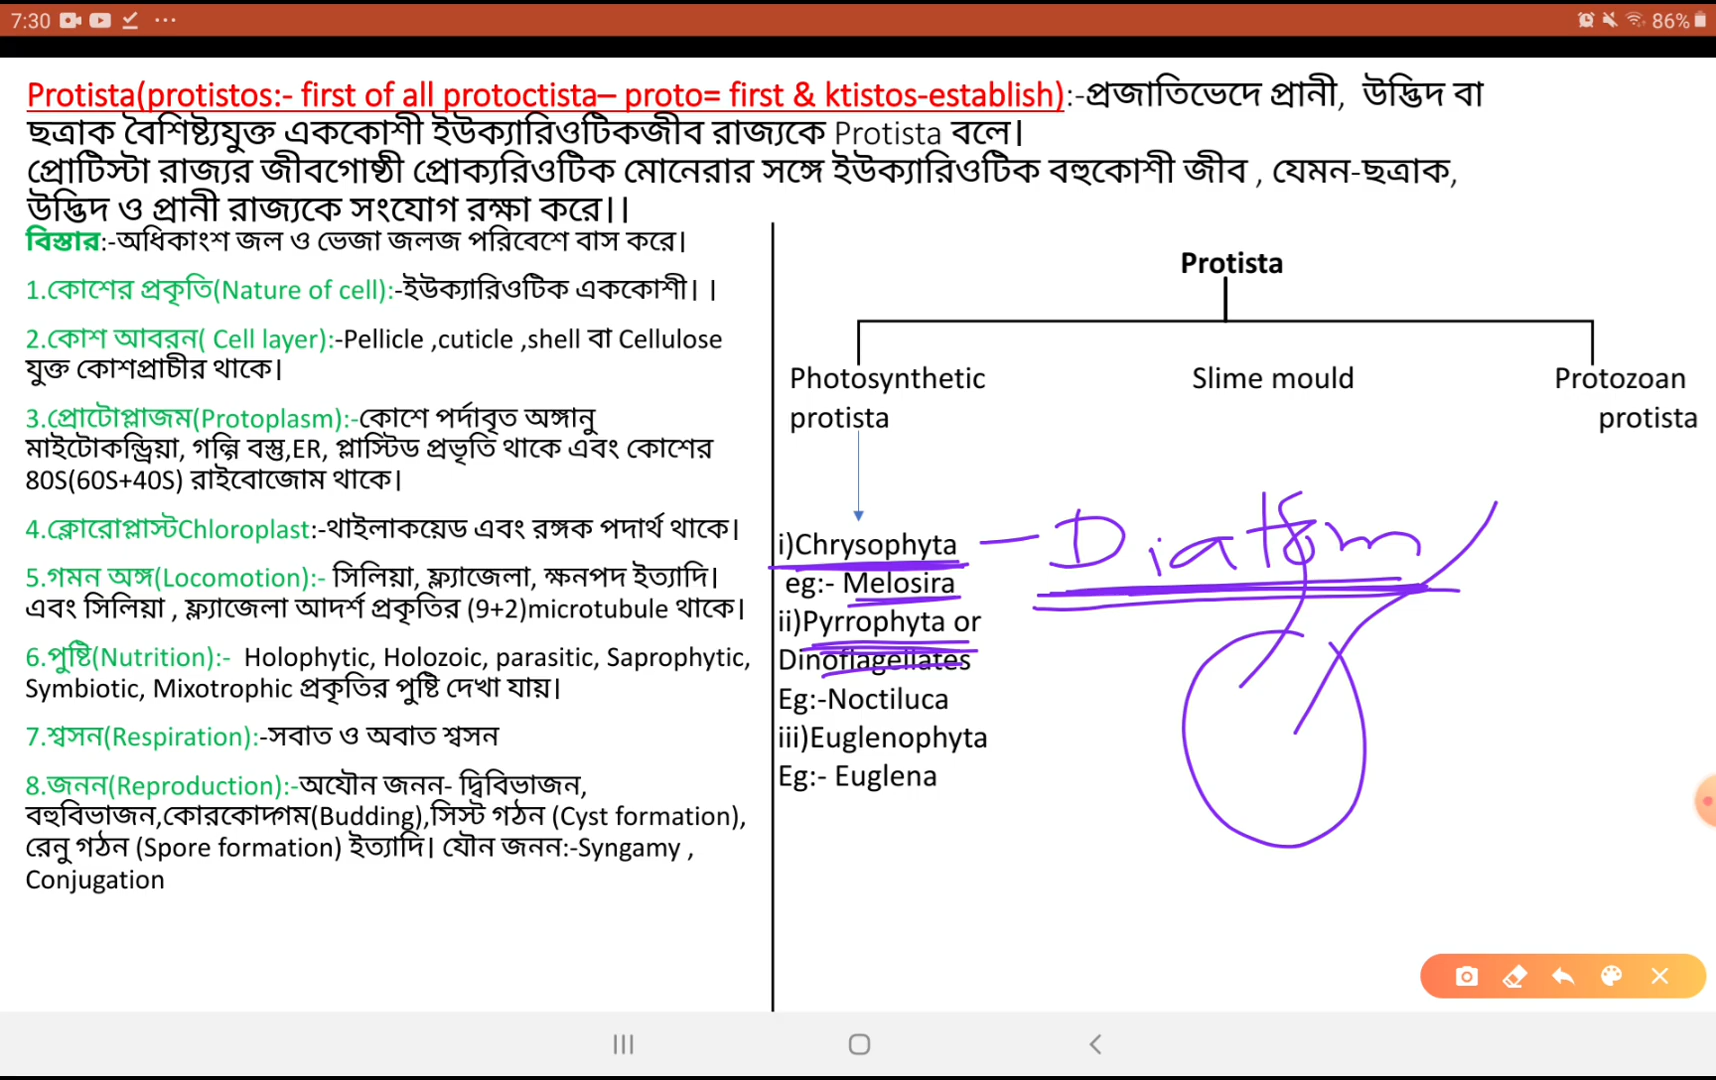 7:30
86%
Protista(protistos:- first of all protoctista– proto= first & ktistos-establish):-প্রজাতিভেদে প্রানী, উদ্ভিদ বা
ছত্রাক বৈশিষ্ট্যযুক্ত এককোশী ইউক্যারিওটিকজীব রাজ্যকে Protista বলে।
প্রোটিস্টা রাজ্যর জীবগোষ্ঠী প্রোক্যরিওটিক মোনেরার সঙ্গে ইউক্যারিওটিক বহুকোশী জীব , যেমন-ছত্রাক,
উদ্ভিদ ও প্রানী রাজ্যকে সংযোগ রক্ষা করে।।
বিস্তার:-অধিকাংশ জল ও ভেজা জলজ পরিবেশে বাস করে।
1.কোশের প্রকৃতি(Nature of cell):-ইউক্যারিওটিক এককোশী।।
2.কোশ আবরন( Cell layer):-Pellicle ,cuticle ,shell বা Cellulose
যুক্ত কোশপ্রাচীর থাকে।
3.প্রোটোপ্লাজম(Protoplasm):-কোশে পর্দাবৃত অঙ্গানু
মাইটোকন্ড্রিয়া, গল্গি বস্তু,ER, প্লাস্টিড প্রভৃতি থাকে এবং কোশের
80S(60S+40S) রাইবোজোম থাকে।
4.ক্লোরোপ্লাস্টChloroplast:-থাইলাকয়েড এবং রঙ্গক পদার্থ থাকে।
5.গমন অঙ্গ(Locomotion):- সিলিয়া, ফ্ল্যাজেলা, ক্ষনপদ ইত্যাদি।
এবং সিলিয়া , ফ্ল্যাজেলা আদর্শ প্রকৃতির (9+2)microtubule থাকে।
6.পুষ্টি(Nutrition):- Holophytic, Holozoic, parasitic, Saprophytic,
Symbiotic, Mixotrophic প্রকৃতির পুষ্টি দেখা যায়।
7.শ্বসন(Respiration):-সবাত ও অবাত শ্বসন
8.জনন(Reproduction):-অযৌন জনন- দ্বিবিভাজন,
বহুবিভাজন,কোরকোদ্গম(Budding),সিস্ট গঠন (Cyst formation),
রেনু গঠন (Spore formation) ইত্যাদি। যৌন জনন:-Syngamy ,
Conjugation
Protista
Photosynthetic
protista
Slime mould
Protozoan
protista
i)Chrysophyta – Diatom
eg:- Melosira
ii)Pyrrophyta or
Dinoflagellates
Eg:-Noctiluca
iii)Euglenophyta
Eg:- Euglena